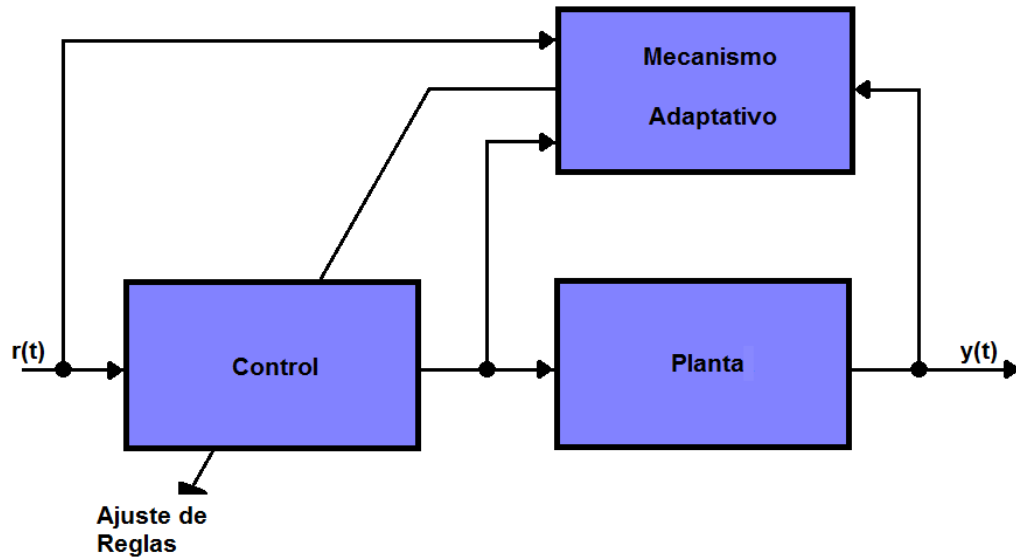 Mecanismo
Adaptativo
r(t)
Control
Planta
y(t)
Ajuste de
Reglas